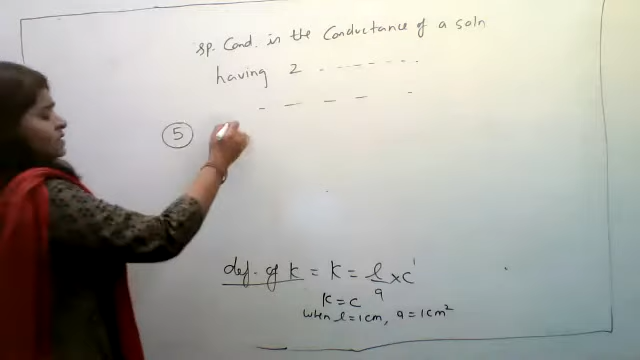 sp. Cond. is the Conductance of a soln
having 2 - - - - - - -
- - - - -
5
def. of k = k = l/a x c'
k = c
when l = 1cm, a = 1cm²